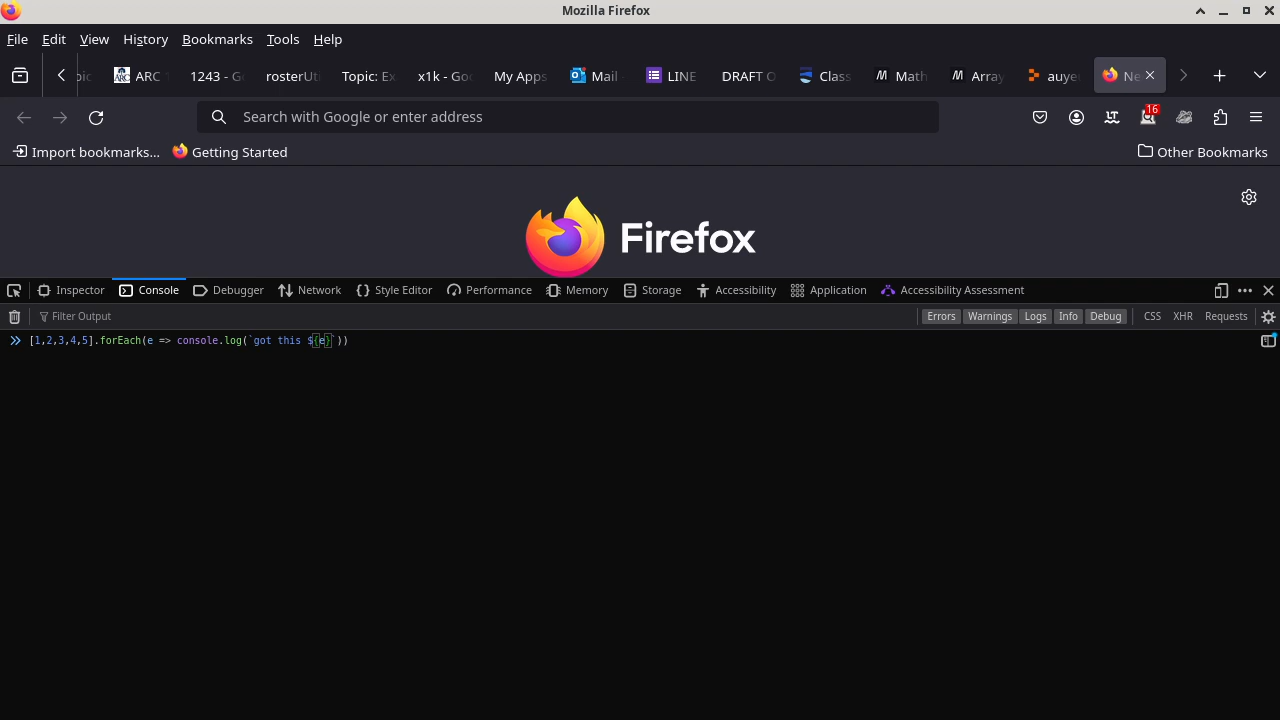 Mozilla Firefox
File Edit View History Bookmarks Tools Help
ARC 1243 - G rosterUti Topic: Ex x1k - Goo My Apps Mail LINE DRAFT O Class Math Array auye Ne
Search with Google or enter address 16
Import bookmarks... Getting Started Other Bookmarks
Firefox
Inspector Console Debugger Network Style Editor Performance Memory Storage Accessibility Application Accessibility Assessment
Filter Output Errors Warnings Logs Info Debug CSS XHR Requests
[1,2,3,4,5].forEach(e => console.log(`got this ${e}`))